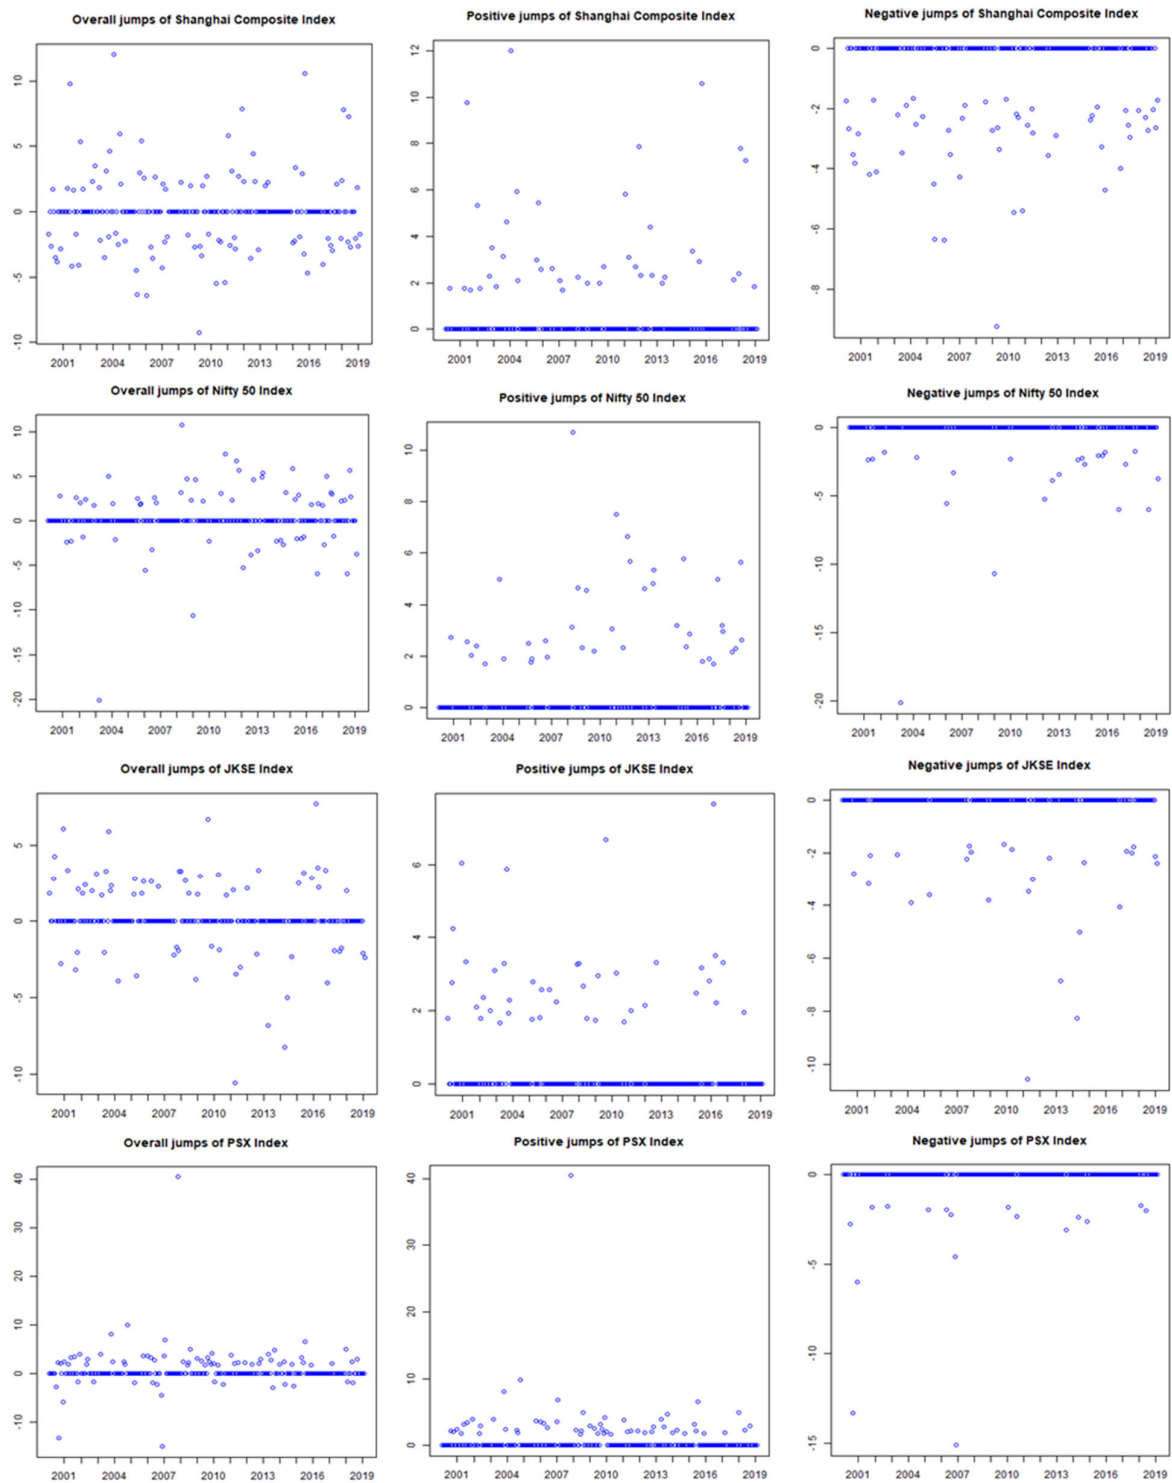 Overall jumps of Shanghai Composite Index
Positive jumps of Shanghai Composite Index
Negative jumps of Shanghai Composite Index
10
5
0
-5
-10
2001 2004 2007 2010 2013 2016 2019
12
10
8
6
4
2
0
2001 2004 2007 2010 2013 2016 2019
0
-2
-4
-6
-8
2001 2004 2007 2010 2013 2016 2019
Overall jumps of Nifty 50 Index
Positive jumps of Nifty 50 Index
Negative jumps of Nifty 50 Index
10
5
0
-5
-10
-15
-20
2001 2004 2007 2010 2013 2016 2019
10
8
6
4
2
0
2001 2004 2007 2010 2013 2016 2019
0
-5
-10
-15
-20
2001 2004 2007 2010 2013 2016 2019
Overall jumps of JKSE Index
Positive jumps of JKSE Index
Negative jumps of JKSE Index
5
0
-5
-10
2001 2004 2007 2010 2013 2016 2019
6
4
2
0
2001 2004 2007 2010 2013 2016 2019
0
-2
-4
-6
-8
-10
2001 2004 2007 2010 2013 2016 2019
Overall jumps of PSX Index
Positive jumps of PSX Index
Negative jumps of PSX Index
40
30
20
10
0
-10
2001 2004 2007 2010 2013 2016 2019
40
30
20
10
0
2001 2004 2007 2010 2013 2016 2019
0
-5
-10
-15
2001 2004 2007 2010 2013 2016 2019